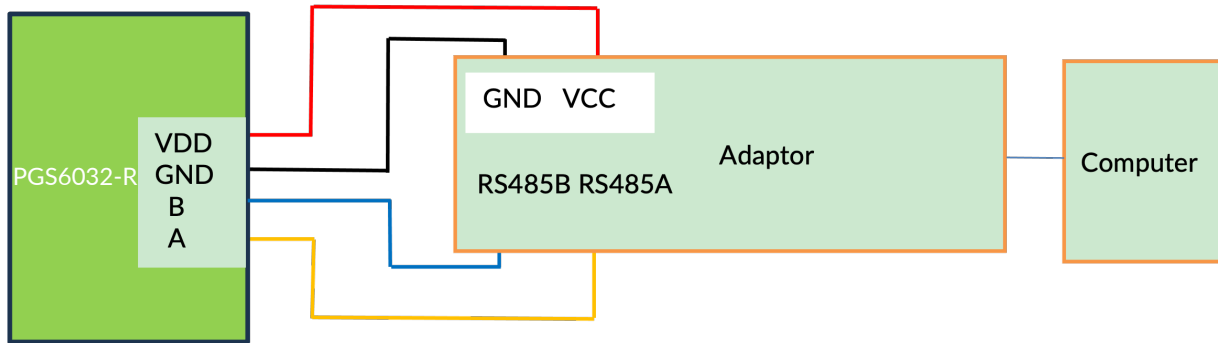 PGS6032-R
VDD
GND
B
A
GND VCC
RS485B RS485A
Adaptor
Computer